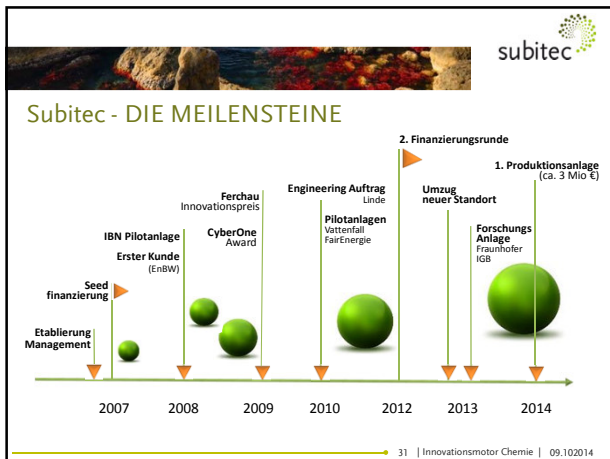 subitec
Subitec - DIE MEILENSTEINE
2. Finanzierungsrunde
1. Produktionsanlage
(ca. 3 Mio €)
Ferchau
Innovationspreis
Engineering Auftrag
Linde
Umzug
neuer Standort
IBN Pilotanlage
CyberOne
Award
Pilotanlagen
Vattenfall
FairEnergie
Forschungs
Anlage
Fraunhofer
IGB
Erster Kunde
(EnBW)
Seed
finanzierung
Etablierung
Management
2007 2008 2009 2010 2012 2013 2014
31 | Innovationsmotor Chemie | 09.102014